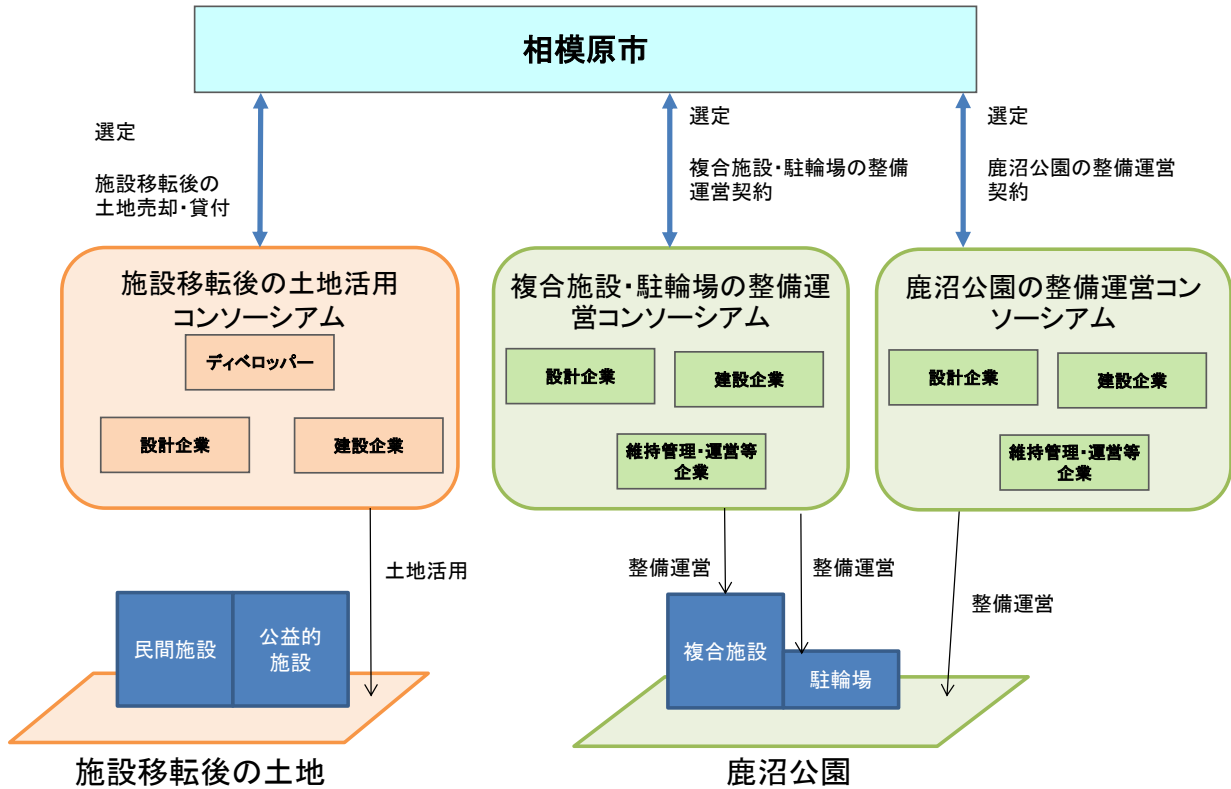 相模原市
選定
施設移転後の
土地売却・貸付
選定
複合施設・駐輪場の整備
運営契約
選定
鹿沼公園の整備運営
契約
施設移転後の土地活用
コンソーシアム
ディベロッパー
設計企業
建設企業
複合施設・駐輪場の整備運
営コンソーシアム
設計企業
建設企業
維持管理・運営等
企業
鹿沼公園の整備運営コン
ソーシアム
設計企業
建設企業
維持管理・運営等
企業
土地活用
整備運営
整備運営
整備運営
民間施設
公益的
施設
複合施設
駐輪場
施設移転後の土地
鹿沼公園